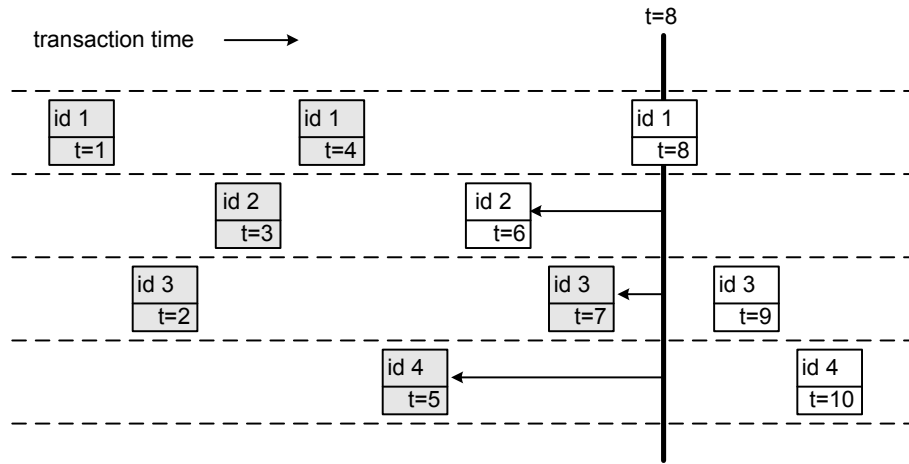 t=8
transaction time
id 1
t=1
id 1
t=4
id 1
t=8
id 2
t=3
id 2
t=6
id 3
t=2
id 3
t=7
id 3
t=9
id 4
t=5
id 4
t=10